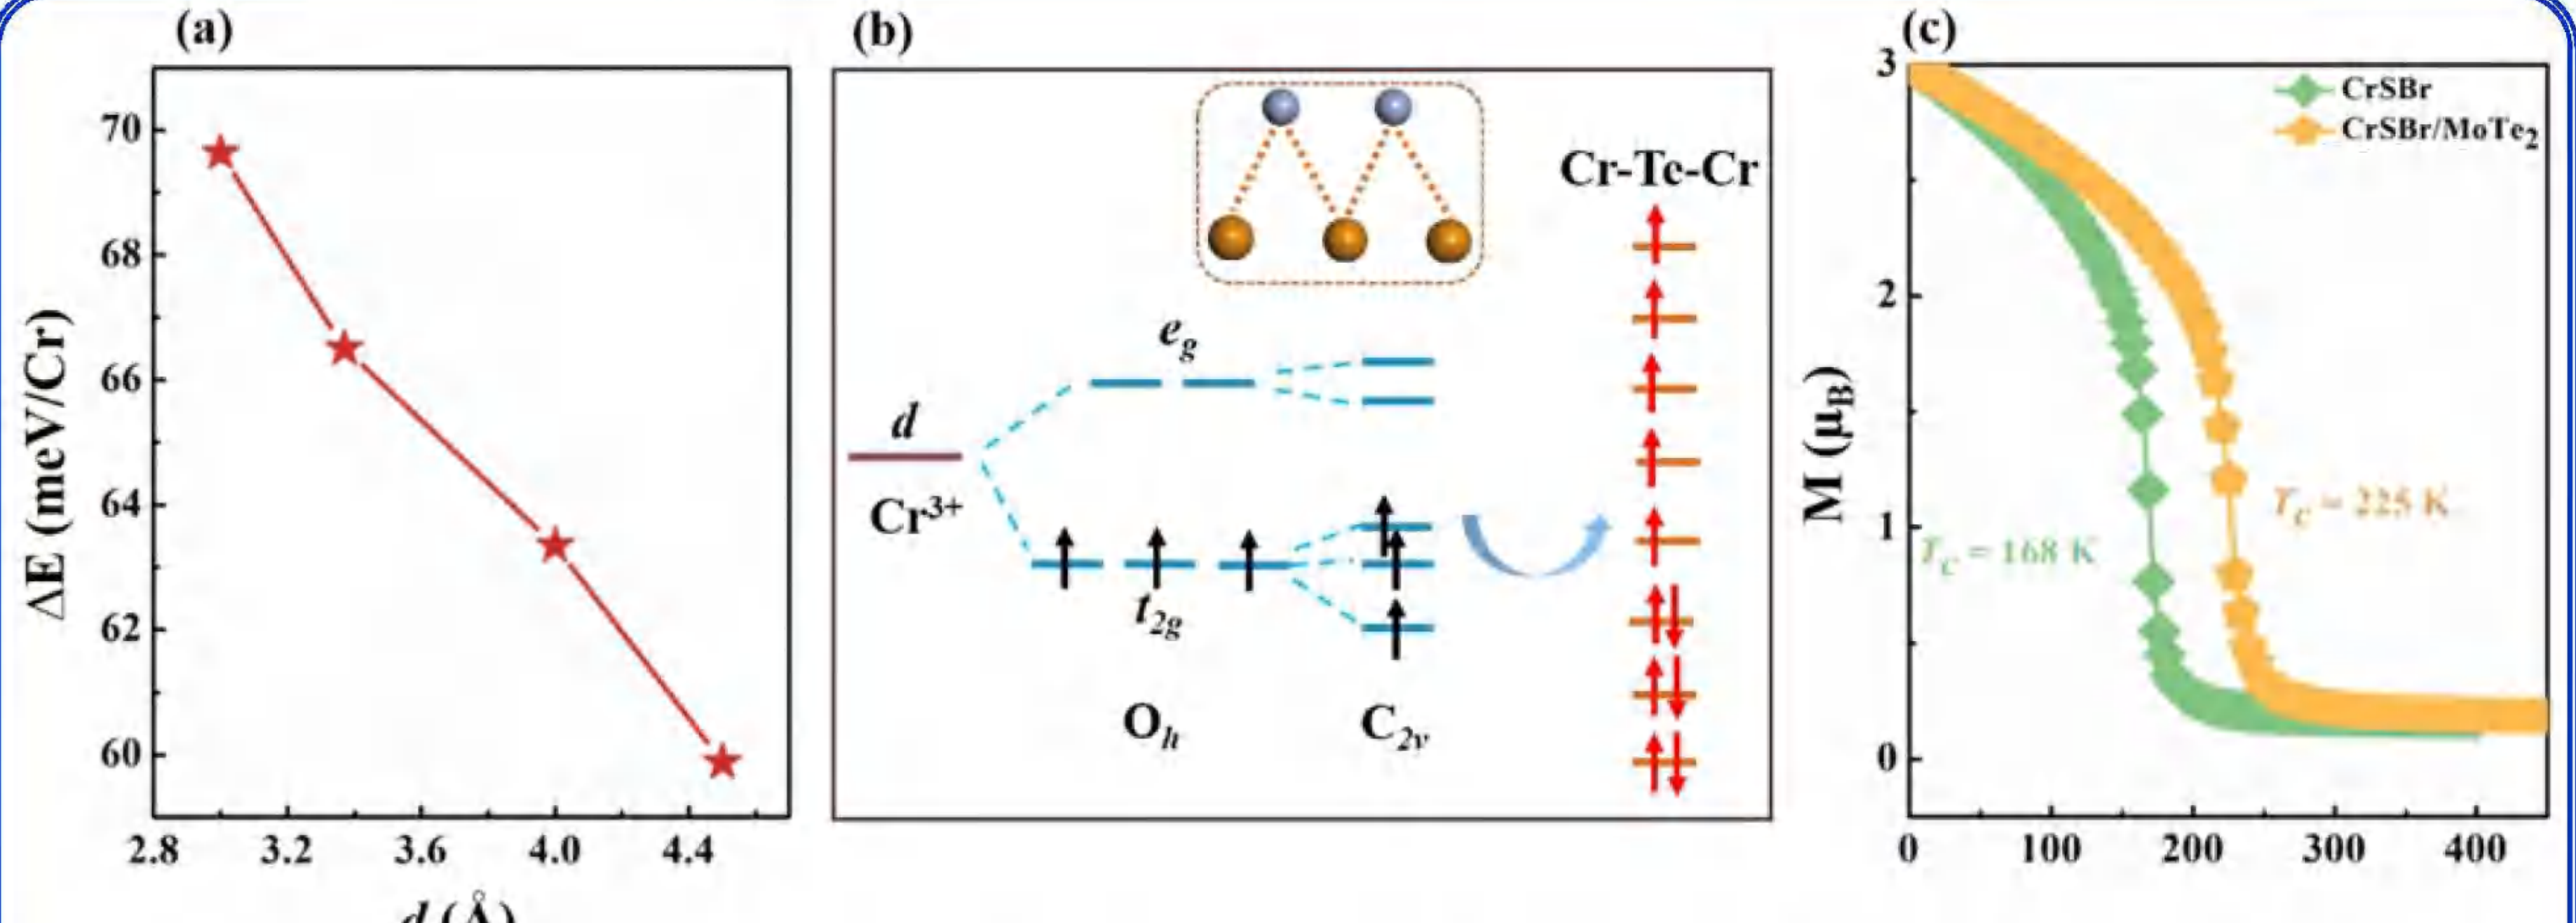 (a)
70
68
66
64
62
60
ΔE (meV/Cr)
2.8 3.2 3.6 4.0 4.4
d (Å)
(b)
Cr-Te-Cr
e_g
d
Cr³⁺
t_2g
O_h
C_2v
(c)
3
2
1
0
M (μ_B)
CrSBr
CrSBr/MoTe₂
T_C = 225 K
T_C = 168 K
0 100 200 300 400